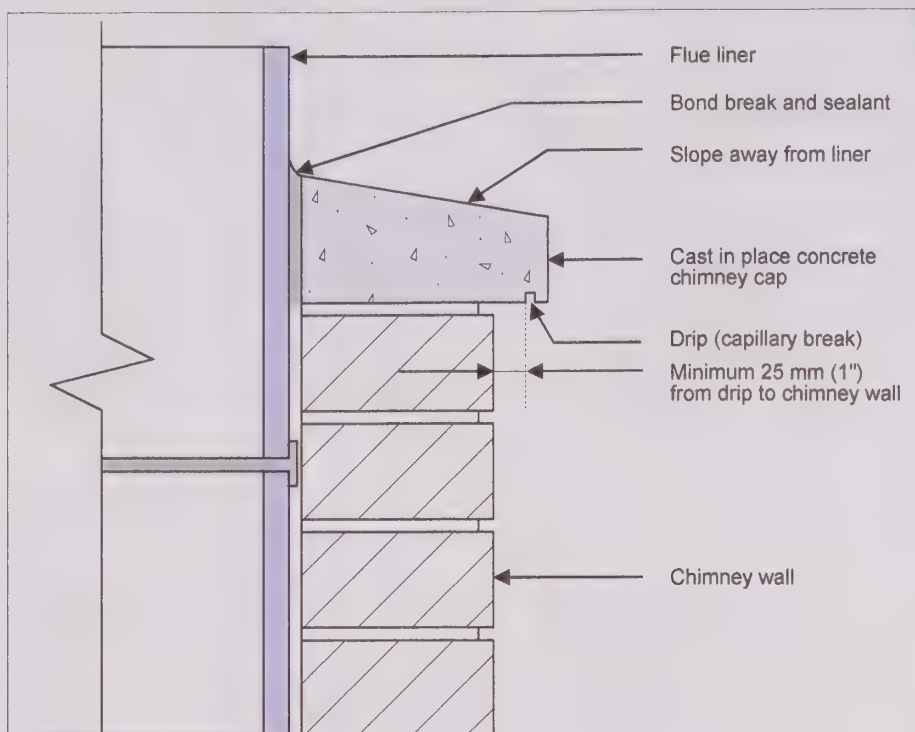 Flue liner
Bond break and sealant
Slope away from liner
Cast in place concrete
chimney cap
Drip (capillary break)
Minimum 25 mm (1")
from drip to chimney wall
Chimney wall